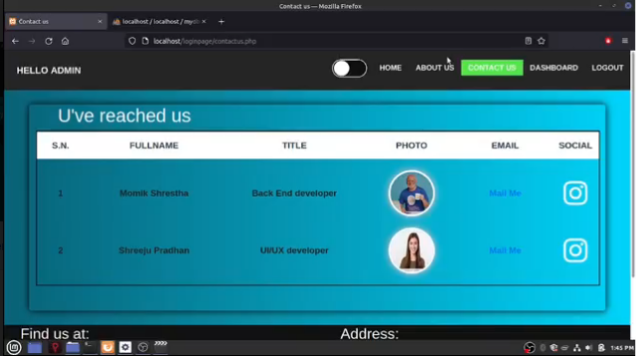 Contact us — Mozilla Firefox
Contact us
localhost / localhost / myd
localhost/loginpage/contactus.php
HELLO ADMIN
HOME
ABOUT US
CONTACT US
DASHBOARD
LOGOUT
U've reached us
S.N. FULLNAME TITLE PHOTO EMAIL SOCIAL
1 Momik Shrestha Back End developer Mail Me
2 Shreeju Pradhan UI/UX developer Mail Me
Find us at: Address:
1:45 PM